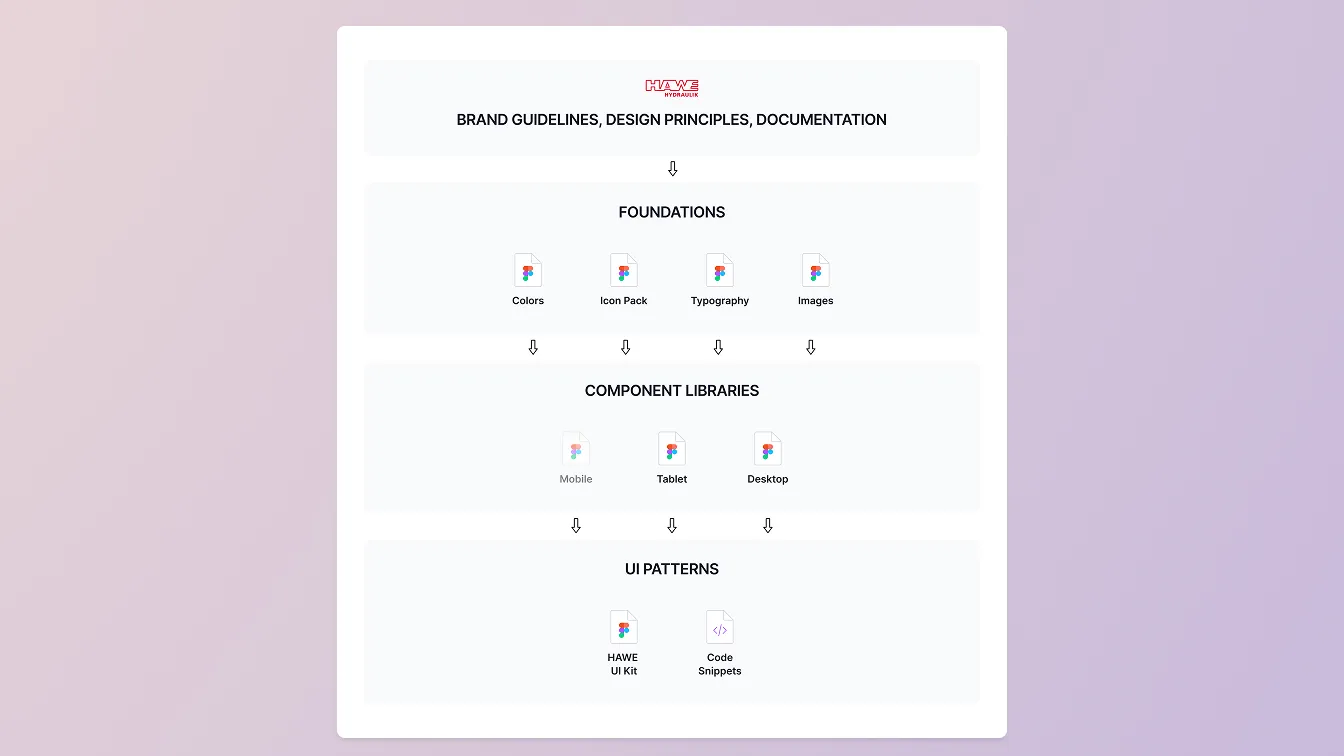 HAWE
HYDRAULIK
BRAND GUIDELINES, DESIGN PRINCIPLES, DOCUMENTATION
FOUNDATIONS
Colors
Icon Pack
Typography
Images
COMPONENT LIBRARIES
Mobile
Tablet
Desktop
UI PATTERNS
HAWE
UI Kit
Code
Snippets